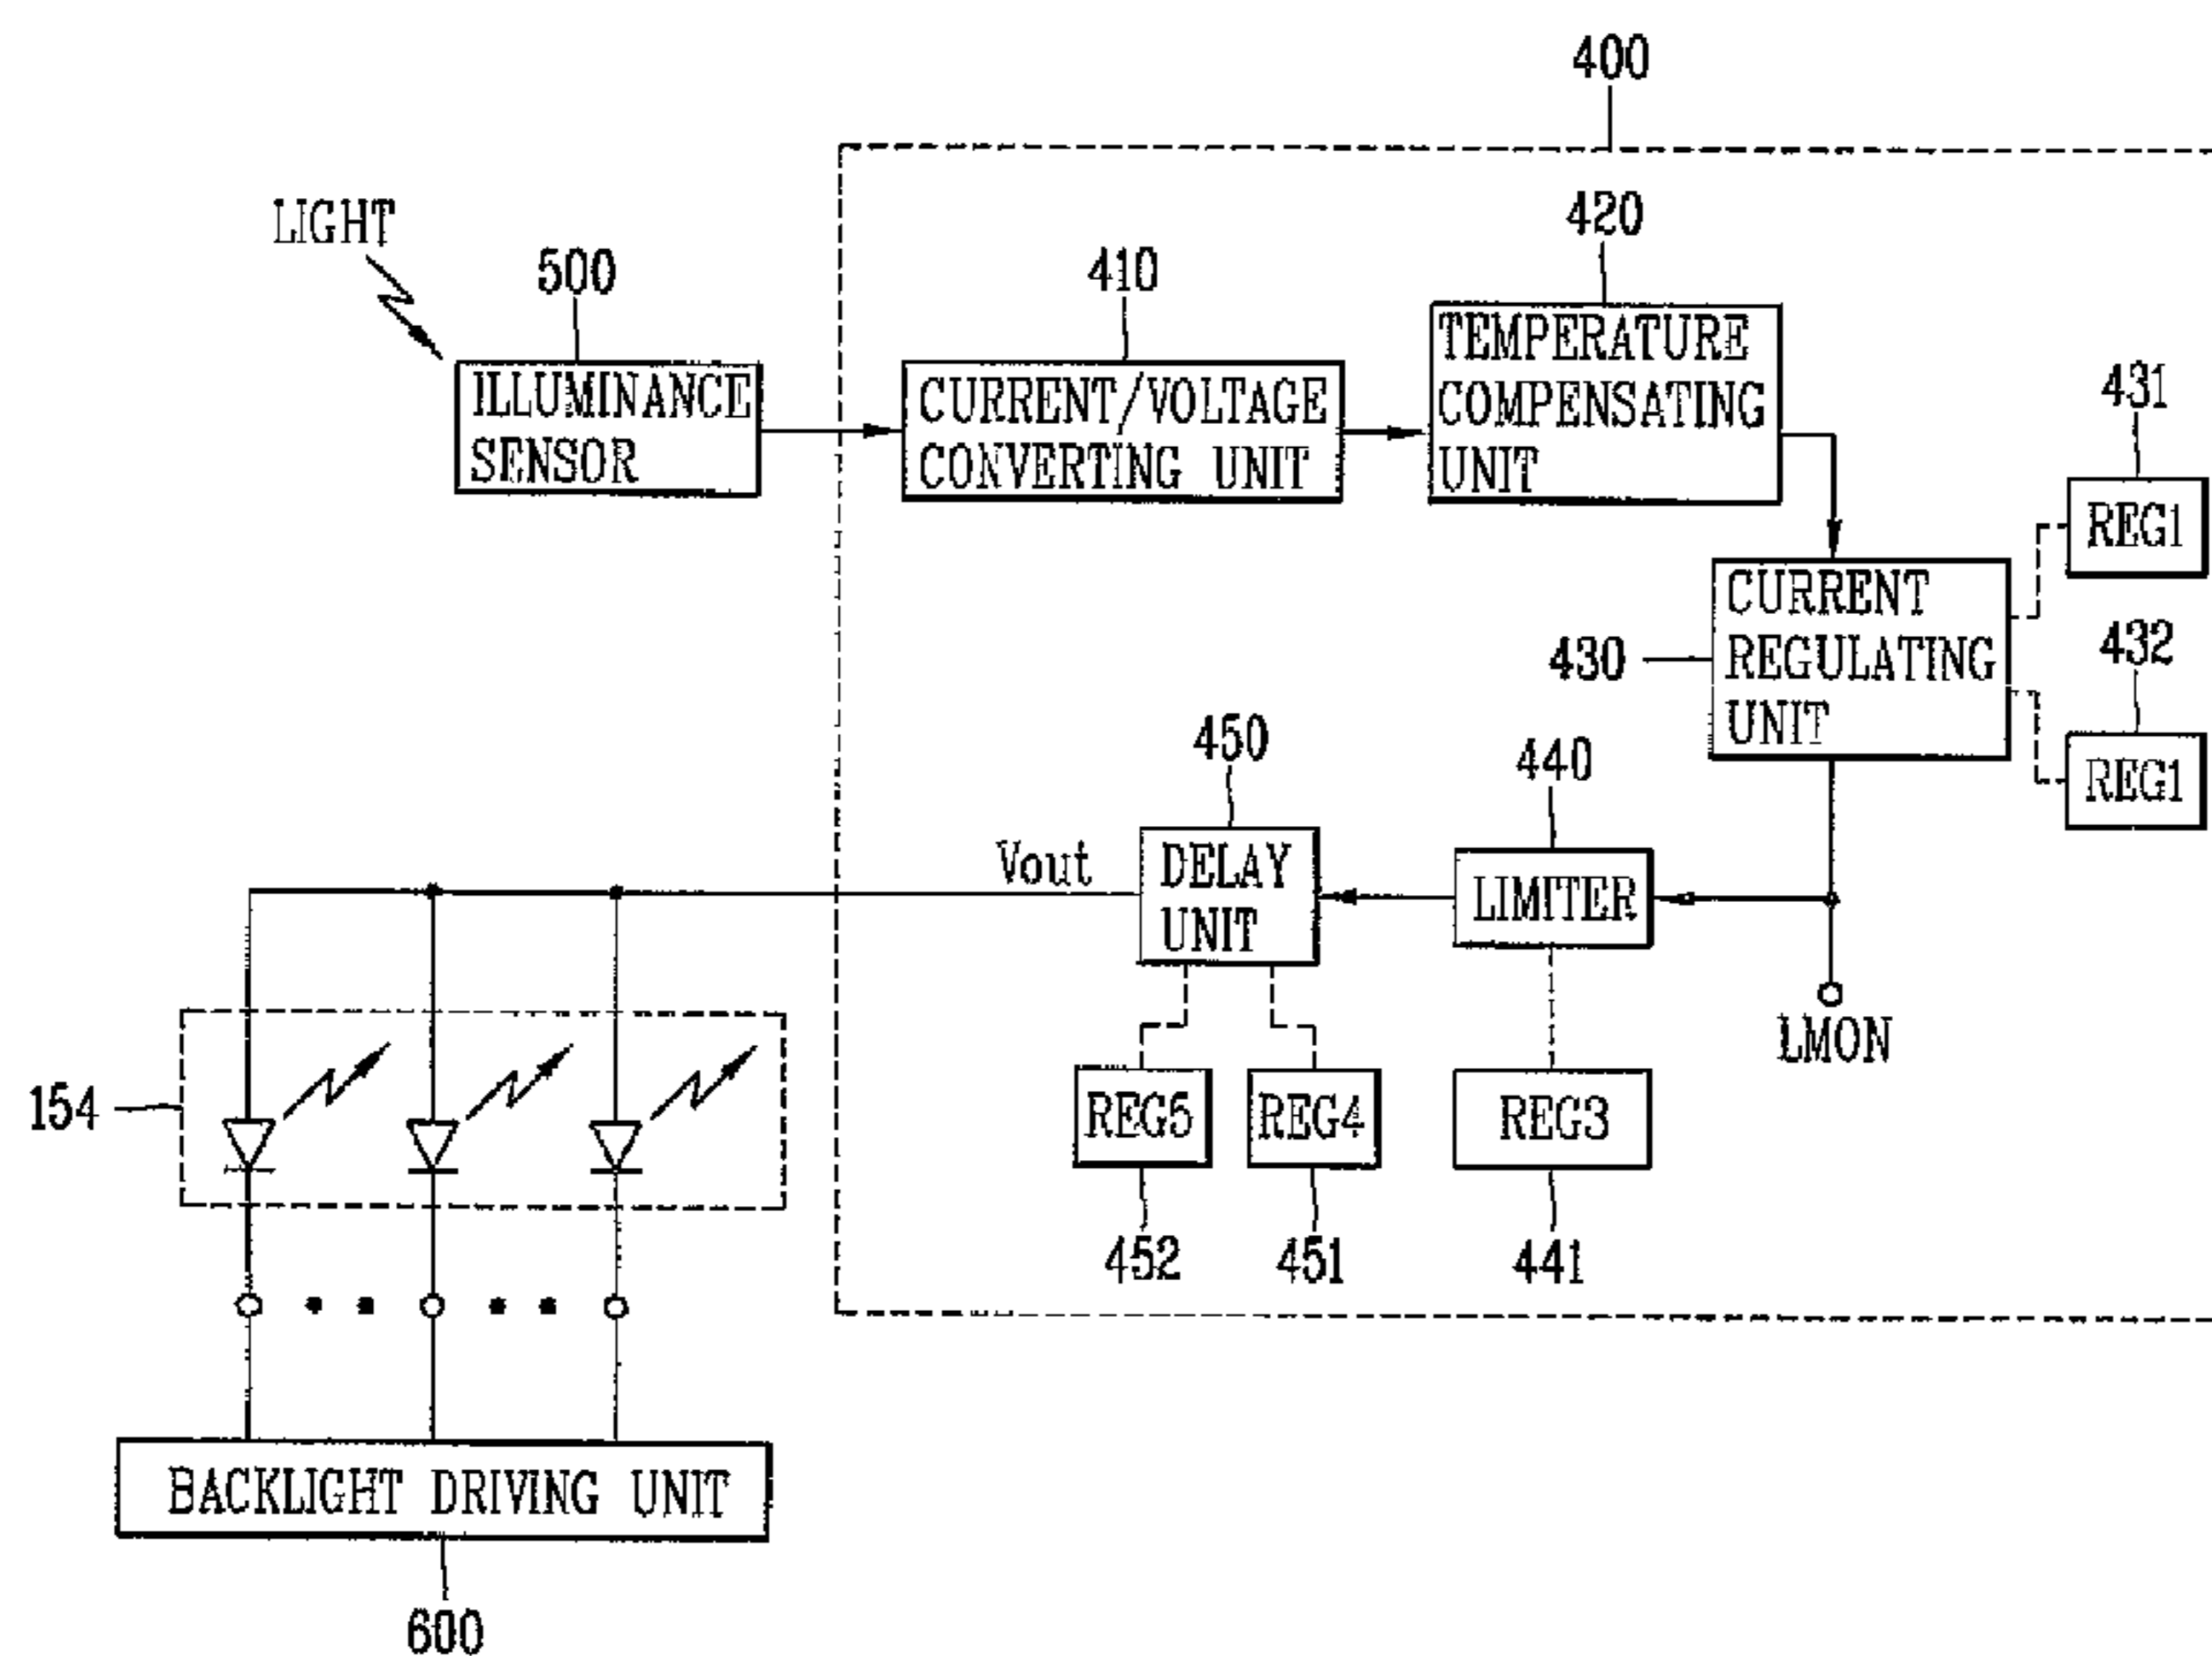 400
LIGHT
500
410
420
ILLUMINANCE
SENSOR
CURRENT/VOLTAGE
CONVERTING UNIT
TEMPERATURE
COMPENSATING
UNIT
431
REG1
430
CURRENT
REGULATING
UNIT
432
REG1
450
440
Vout
DELAY
UNIT
LIMITER
LMON
154
REG5
REG4
REG3
452
451
441
BACKLIGHT DRIVING UNIT
600